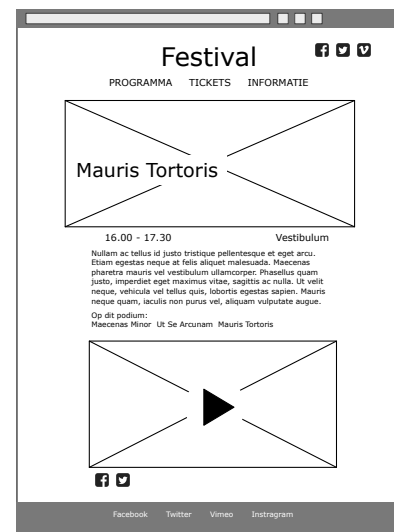 Festival
PROGRAMMA TICKETS INFORMATIE
Mauris Tortoris
16.00 - 17.30 Vestibulum
Nullam ac tellus id justo tristique pellentesque et eget arcu.
Etiam egestas neque at felis aliquet malesuada. Maecenas
pharetra mauris vel vestibulum ullamcorper. Phasellus quam
justo, imperdiet eget maximus vitae, sagittis ac nulla. Ut velit
neque, vehicula vel tellus quis, lobortis egestas sapien. Mauris
neque quam, iaculis non purus vel, aliquam vulputate augue.
Op dit podium:
Maecenas Minor Ut Se Arcunam Mauris Tortoris
Facebook Twitter Vimeo Instragram